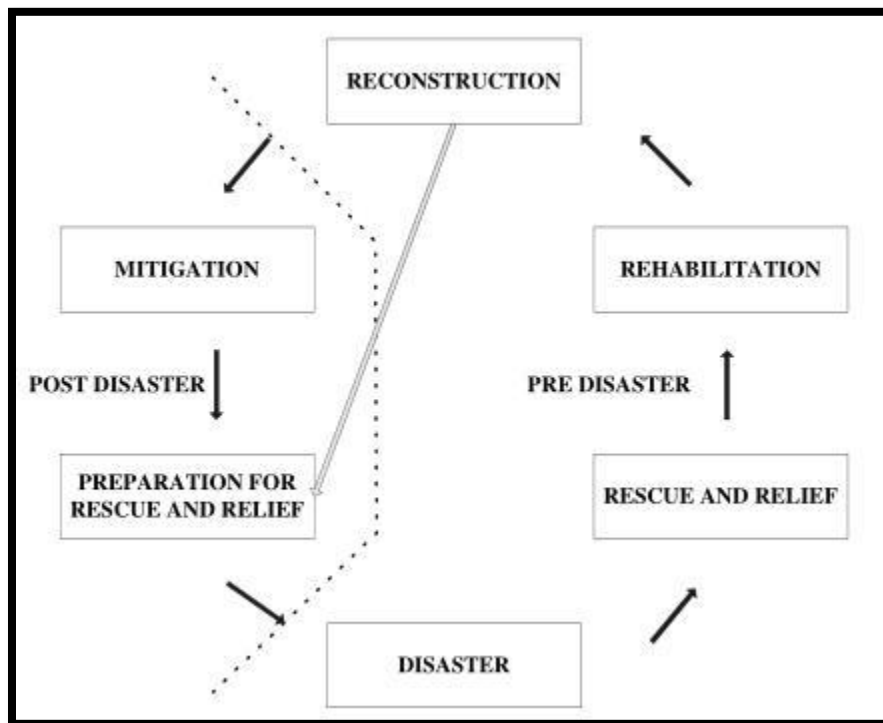 RECONSTRUCTION
MITIGATION
REHABILITATION
POST DISASTER
PRE DISASTER
PREPARATION FOR
RESCUE AND RELIEF
RESCUE AND RELIEF
DISASTER